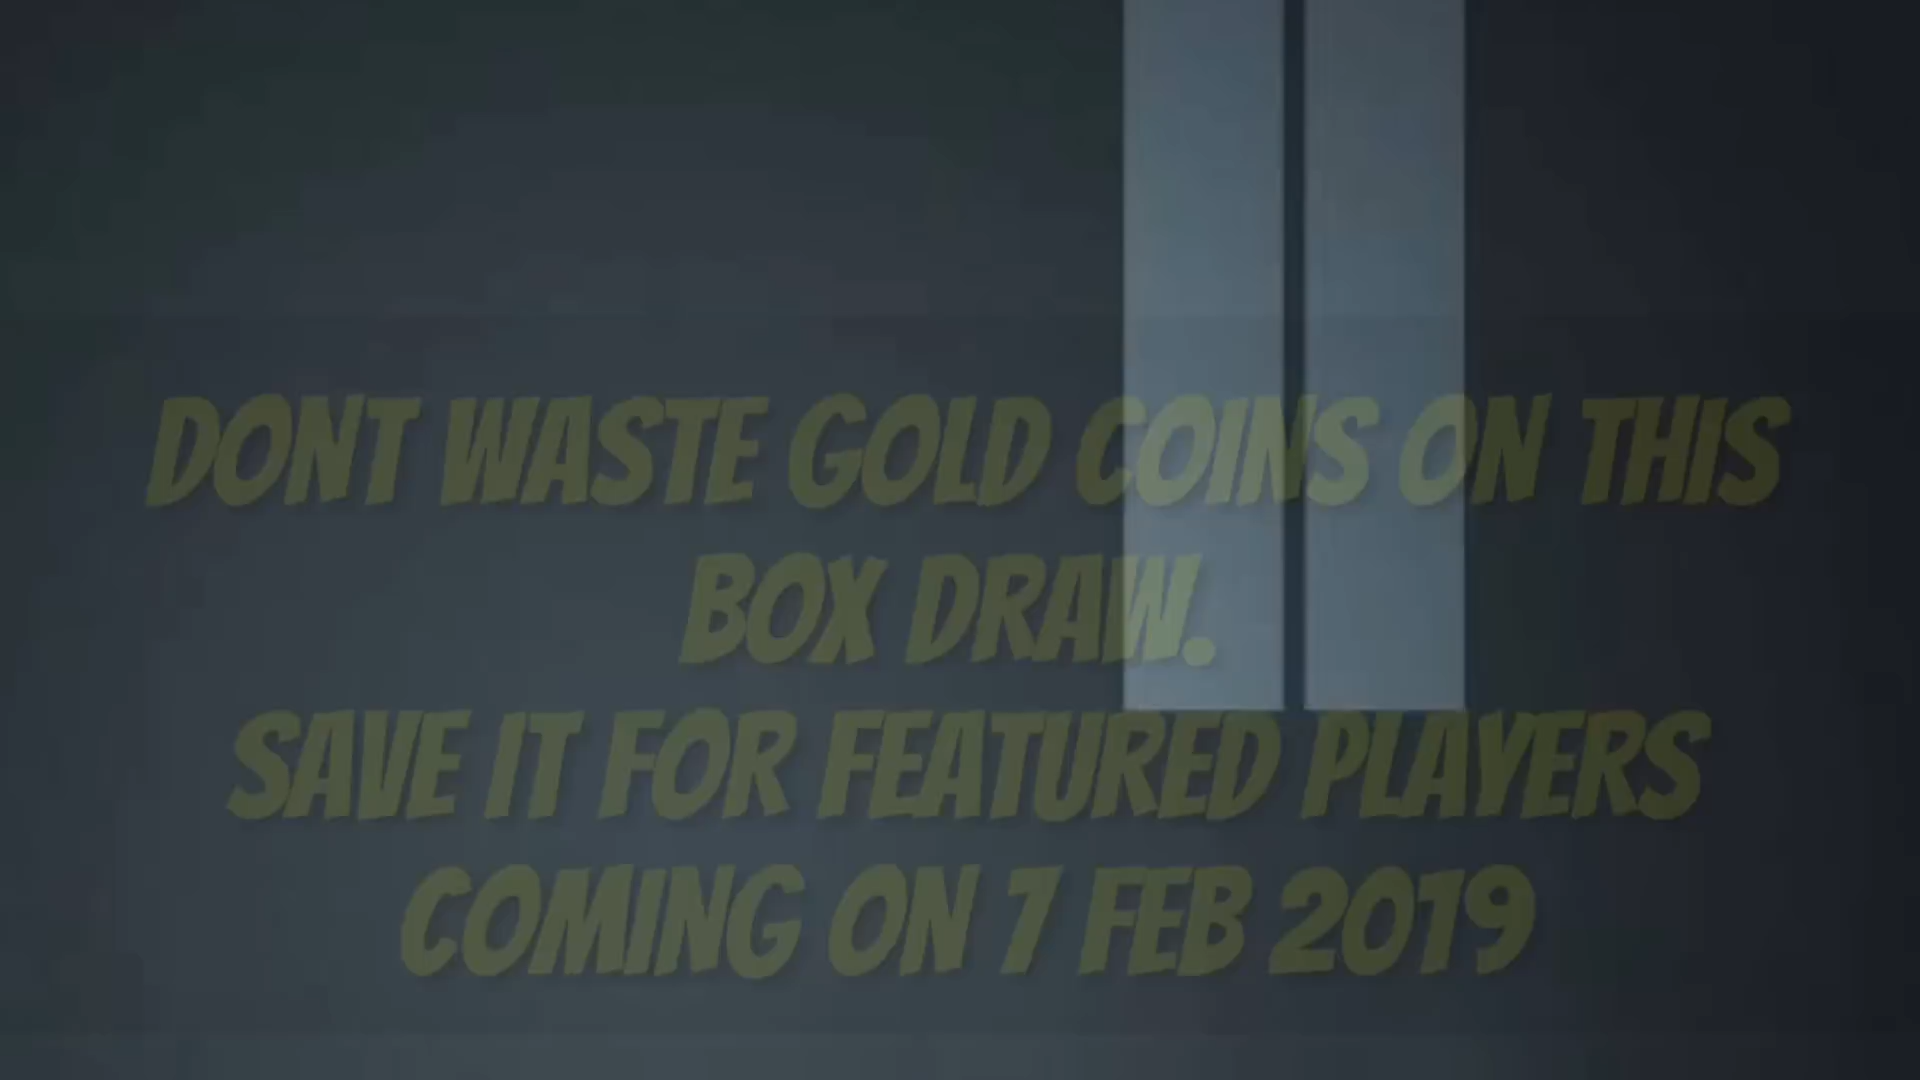 DONT WASTE GOLD COINS ON THIS
BOX DRAW.
SAVE IT FOR FEATURED PLAYERS
COMING ON 7 FEB 2019